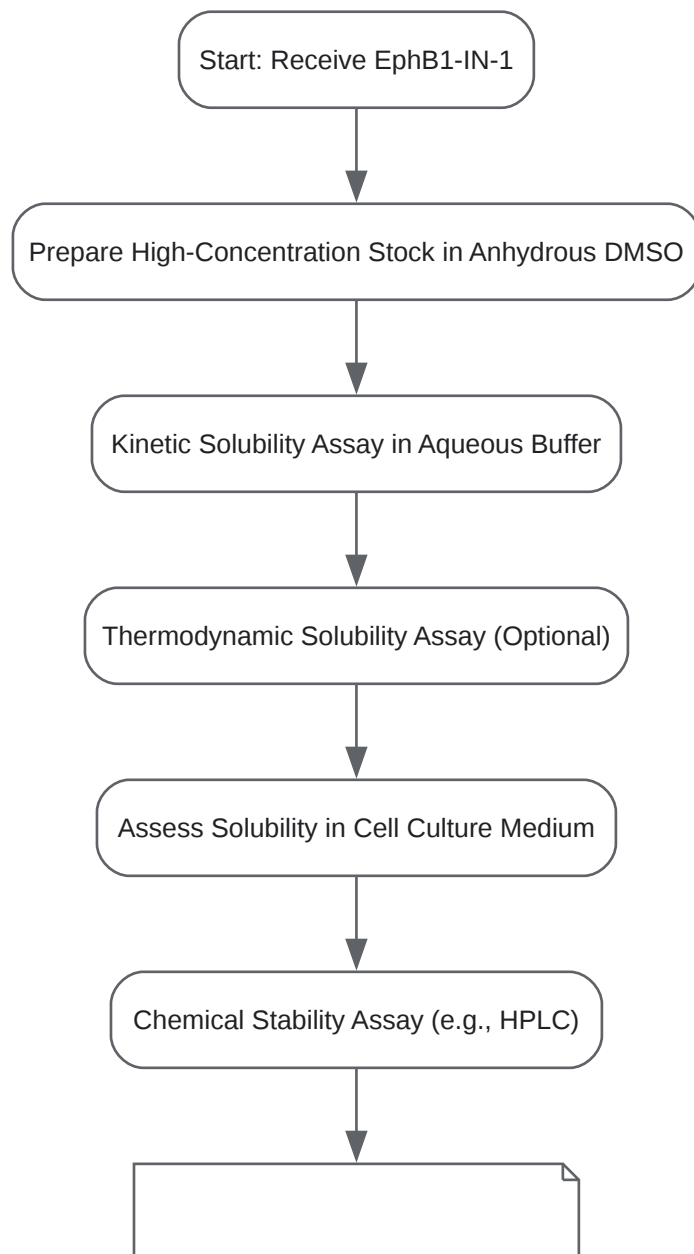 Start: Receive EphB1-IN-1
Prepare High-Concentration Stock in Anhydrous DMSO
Kinetic Solubility Assay in Aqueous Buffer
Thermodynamic Solubility Assay (Optional)
Assess Solubility in Cell Culture Medium
Chemical Stability Assay (e.g., HPLC)